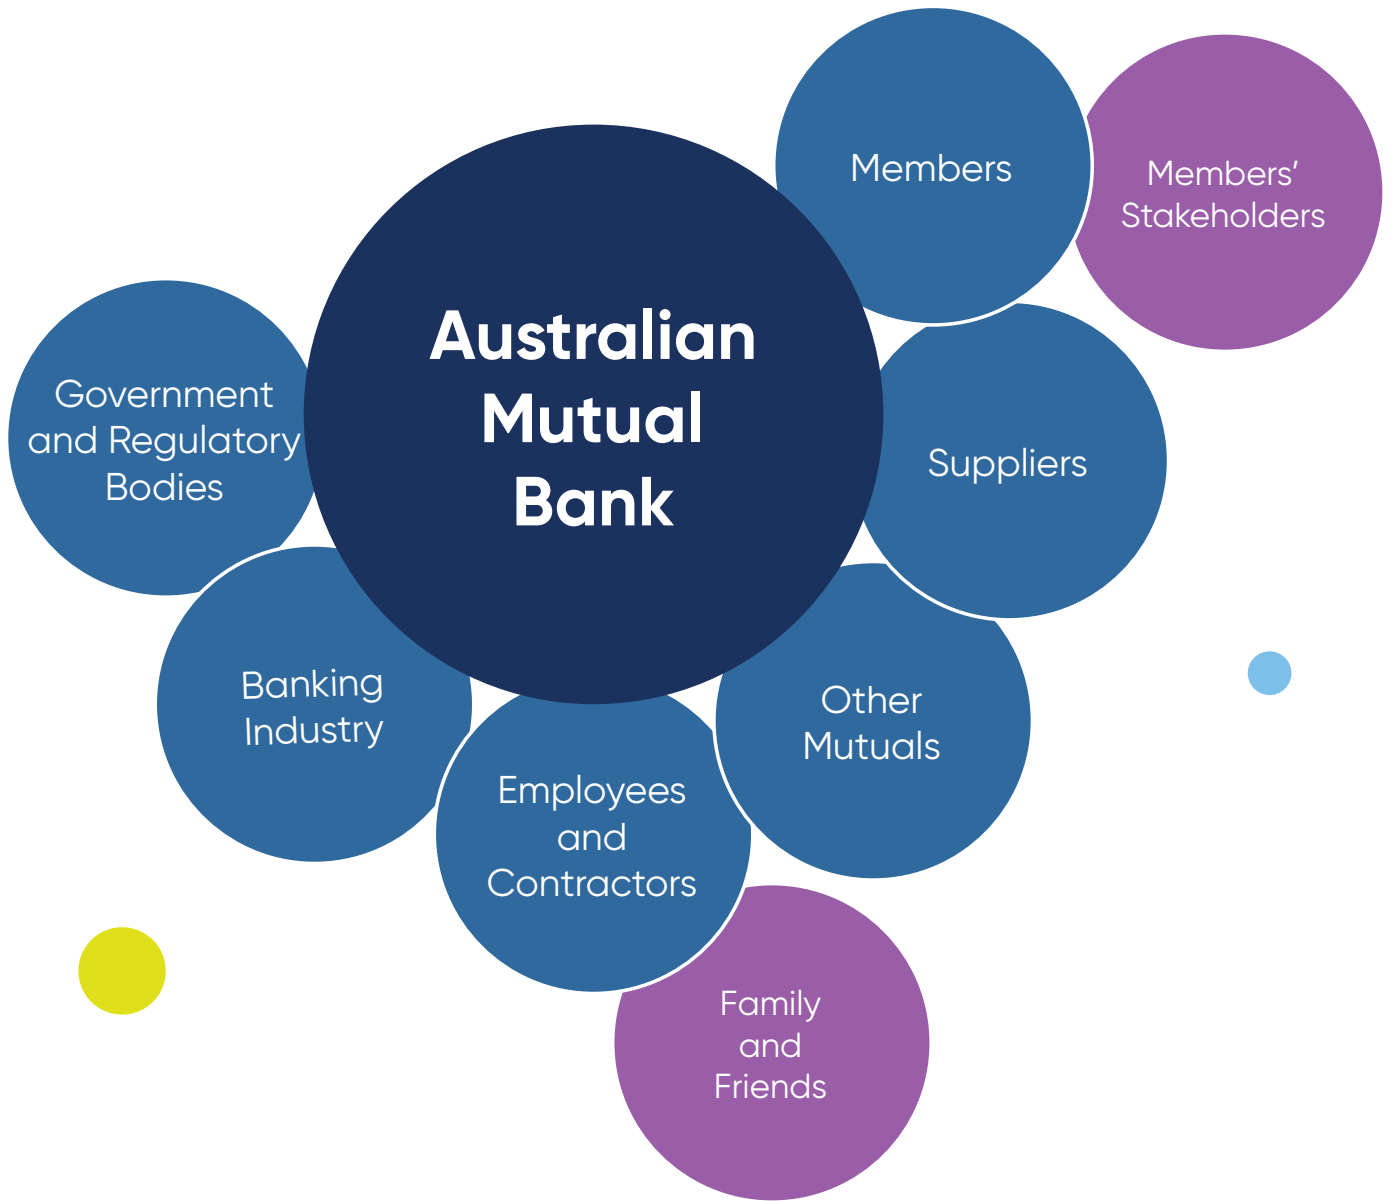 Members
Members’
Stakeholders
Australian
Mutual
Bank
Government
and Regulatory
Bodies
Suppliers
Banking
Industry
Other
Mutuals
Employees
and
Contractors
Family
and
Friends